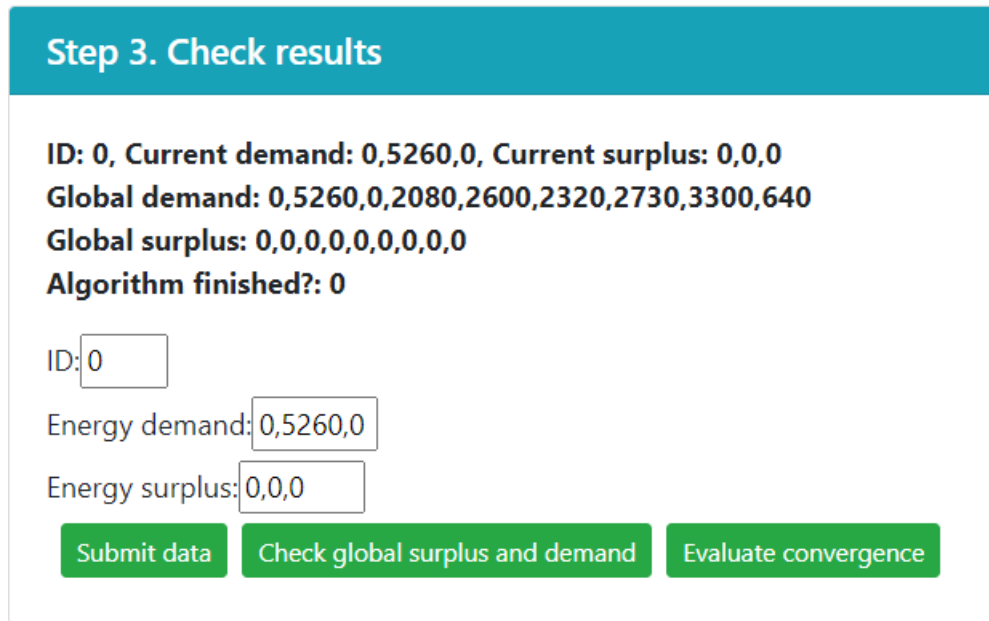 Step 3. Check results
ID: 0, Current demand: 0,5260,0, Current surplus: 0,0,0
Global demand: 0,5260,0,2080,2600,2320,2730,3300,640
Global surplus: 0,0,0,0,0,0,0,0,0
Algorithm finished?: 0
ID: 0
Energy demand: 0,5260,0
Energy surplus: 0,0,0
Submit data Check global surplus and demand Evaluate convergence